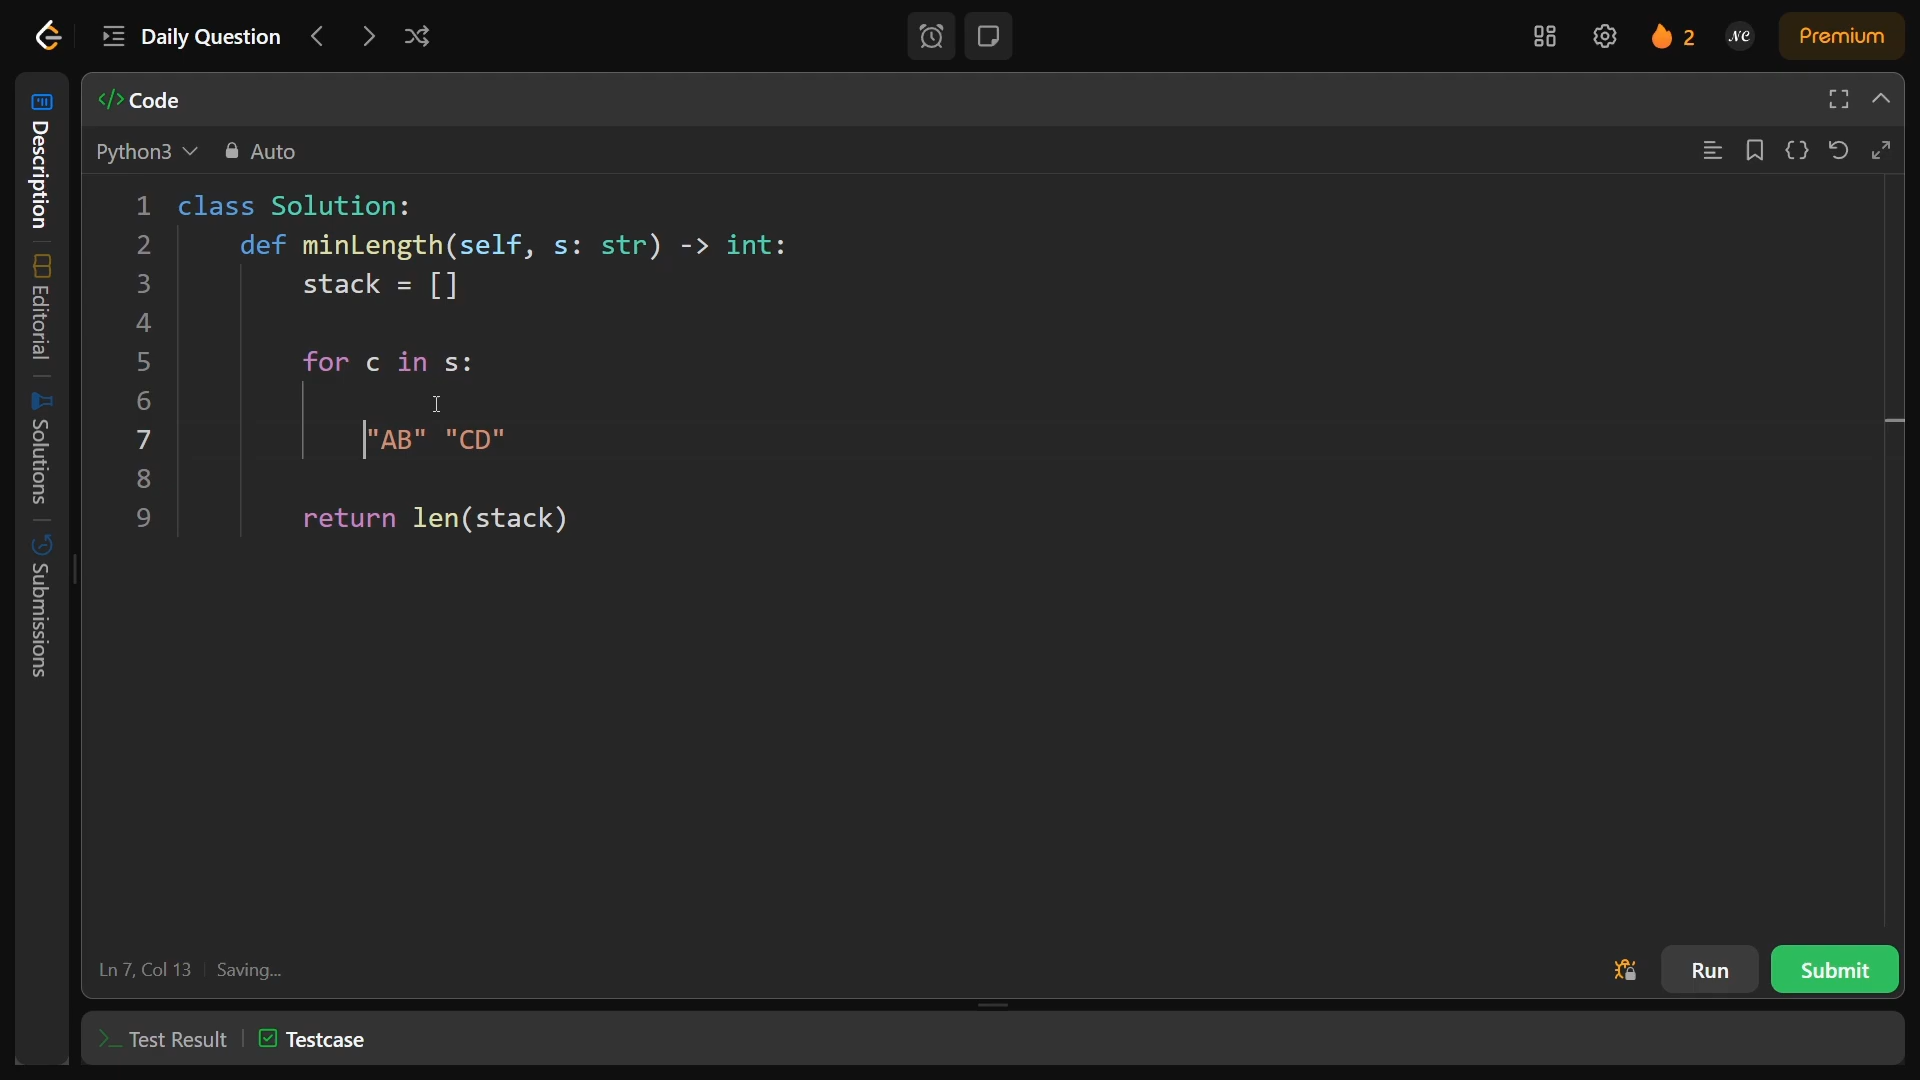 Daily Question
2
NC
Premium
Description
Editorial
Solutions
Submissions
</> Code
Python3
Auto
{}
1 class Solution:
2 def minLength(self, s: str) -> int:
3 stack = []
4
5 for c in s:
6
7 "AB" "CD"
8
9 return len(stack)
Ln 7, Col 13 Saving...
Run
Submit
>_ Test Result
Testcase